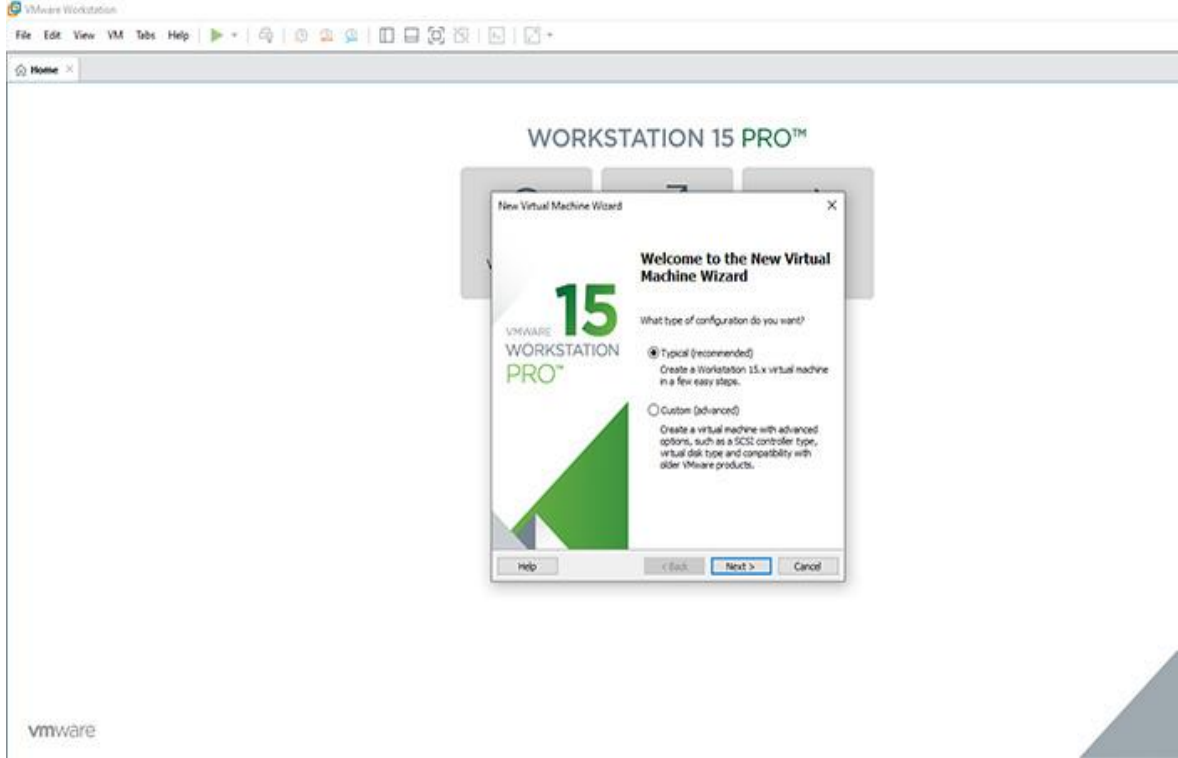 VMware Workstation
File Edit View VM Tabs Help
Home
WORKSTATION 15 PRO™
New Virtual Machine Wizard
VMWARE 15
WORKSTATION
PRO™
Welcome to the New Virtual
Machine Wizard
What type of configuration do you want?
Typical (recommended)
Create a Workstation 15.x virtual machine
in a few easy steps.
Custom (advanced)
Create a virtual machine with advanced
options, such as a SCSI controller type,
virtual disk type and compatibility with
older VMware products.
Help < Back Next > Cancel
vmware